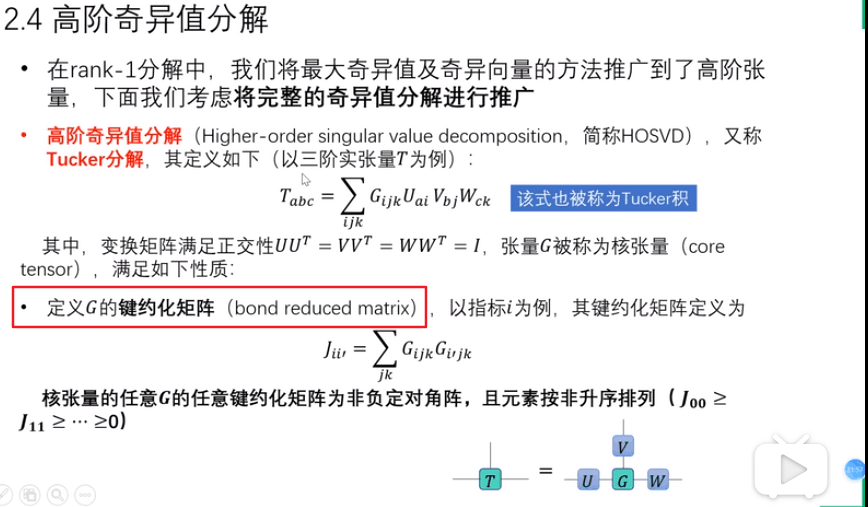 2.4 高阶奇异值分解
• 在rank-1分解中，我们将最大奇异值及奇异向量的方法推广到了高阶张
量，下面我们考虑将完整的奇异值分解进行推广
• 高阶奇异值分解（Higher-order singular value decomposition，简称HOSVD），又称
Tucker分解，其定义如下（以三阶实张量T为例）：
T_{abc} = ∑_{ijk} G_{ijk}U_{ai}V_{bj}W_{ck} 该式也被称为Tucker积
其中，变换矩阵满足正交性UU^T = VV^T = WW^T = I，张量G被称为核张量（core
tensor），满足如下性质：
• 定义G的键约化矩阵（bond reduced matrix），以指标i为例，其键约化矩阵定义为
J_{ii'} = ∑_{jk} G_{ijk}G_{i'jk}
核张量的任意G的任意键约化矩阵为非负定对角阵，且元素按非升序排列（J_{00} ≥
J_{11} ≥ ⋯ ≥0)
V
T = U G W